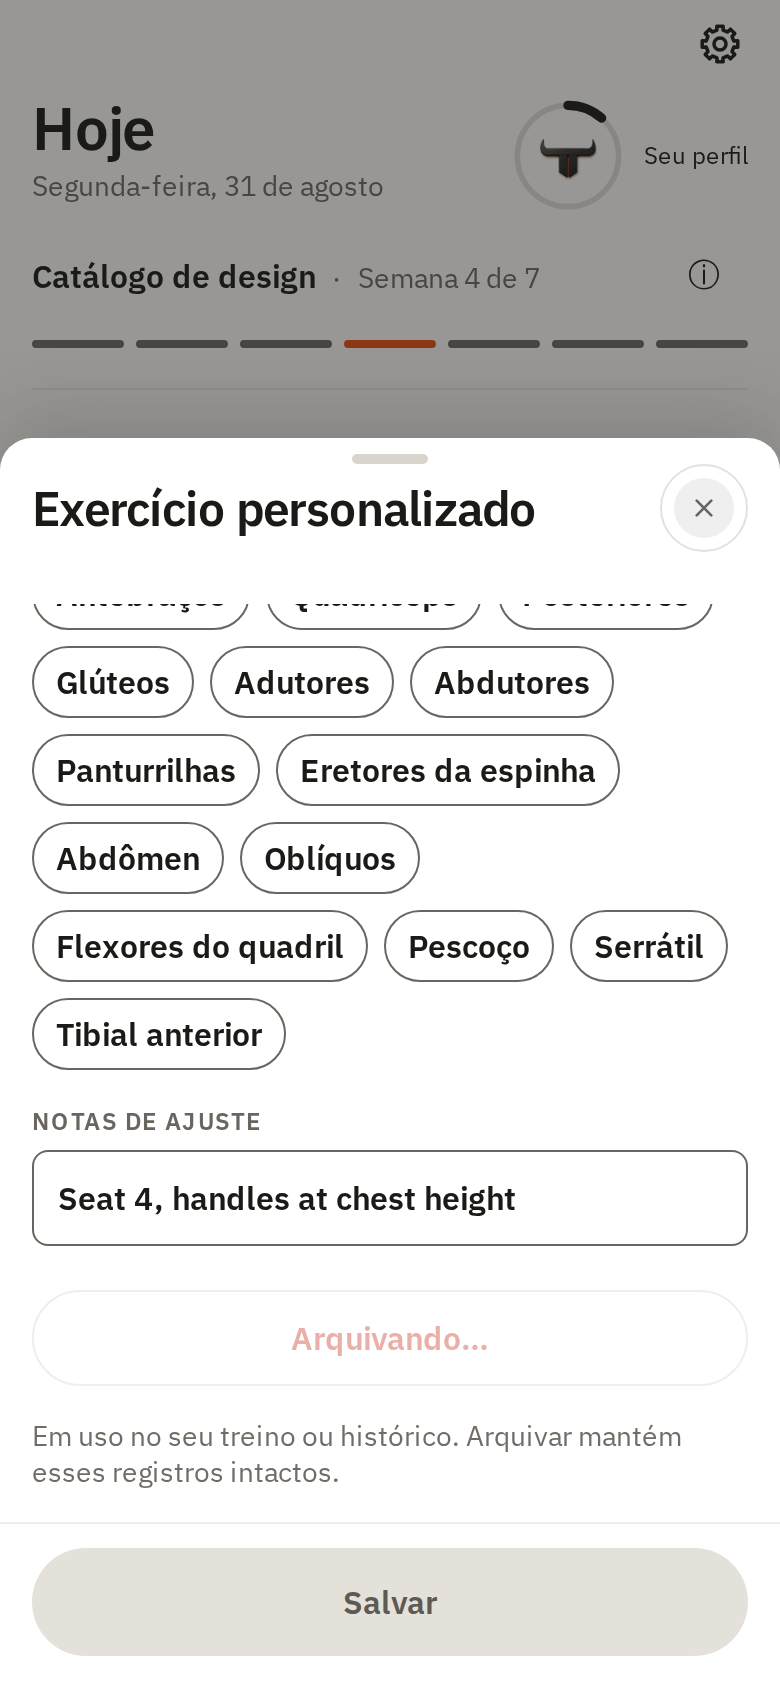 Hoje
Segunda-feira, 31 de agosto
Seu perfil
Catálogo de design · Semana 4 de 7
Exercício personalizado
Glúteos Adutores Abdutores
Panturrilhas Eretores da espinha
Abdômen Oblíquos
Flexores do quadril Pescoço Serrátil
Tibial anterior
NOTAS DE AJUSTE
Seat 4, handles at chest height
Arquivando...
Em uso no seu treino ou histórico. Arquivar mantém
esses registros intactos.
Salvar